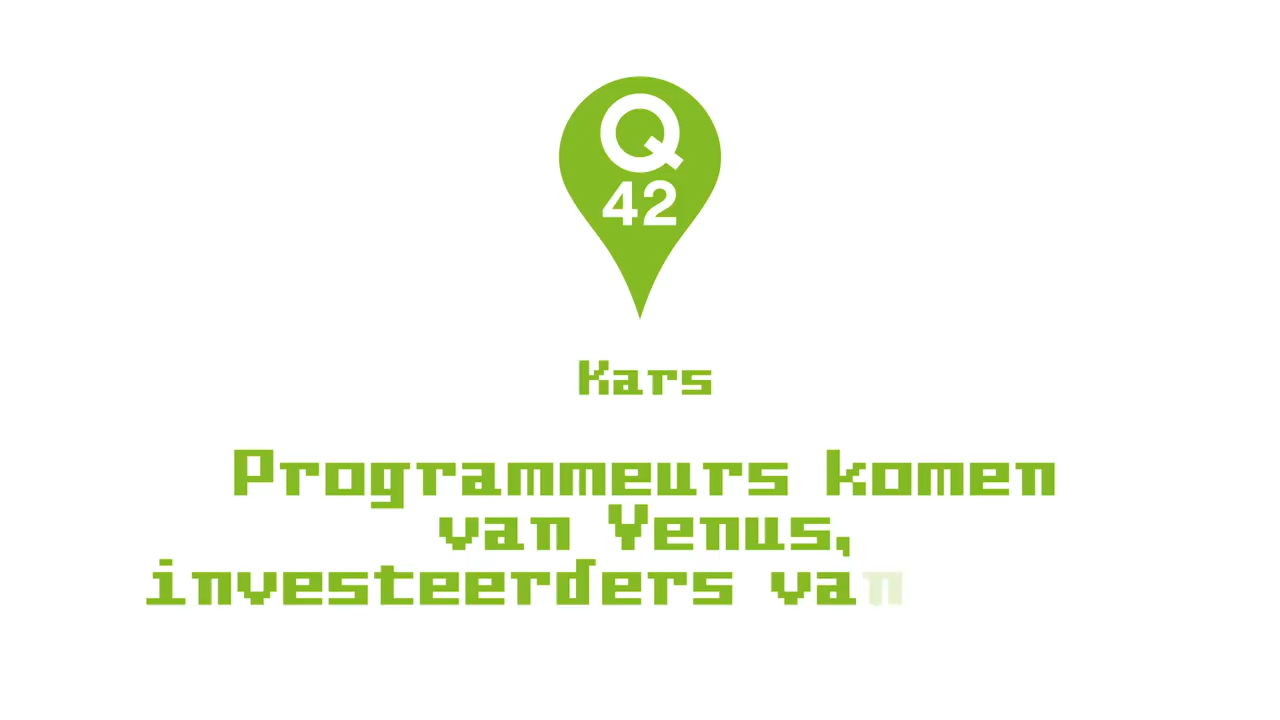 Q
42
Kars
Programmeurs komen
van Venus,
investeerders van